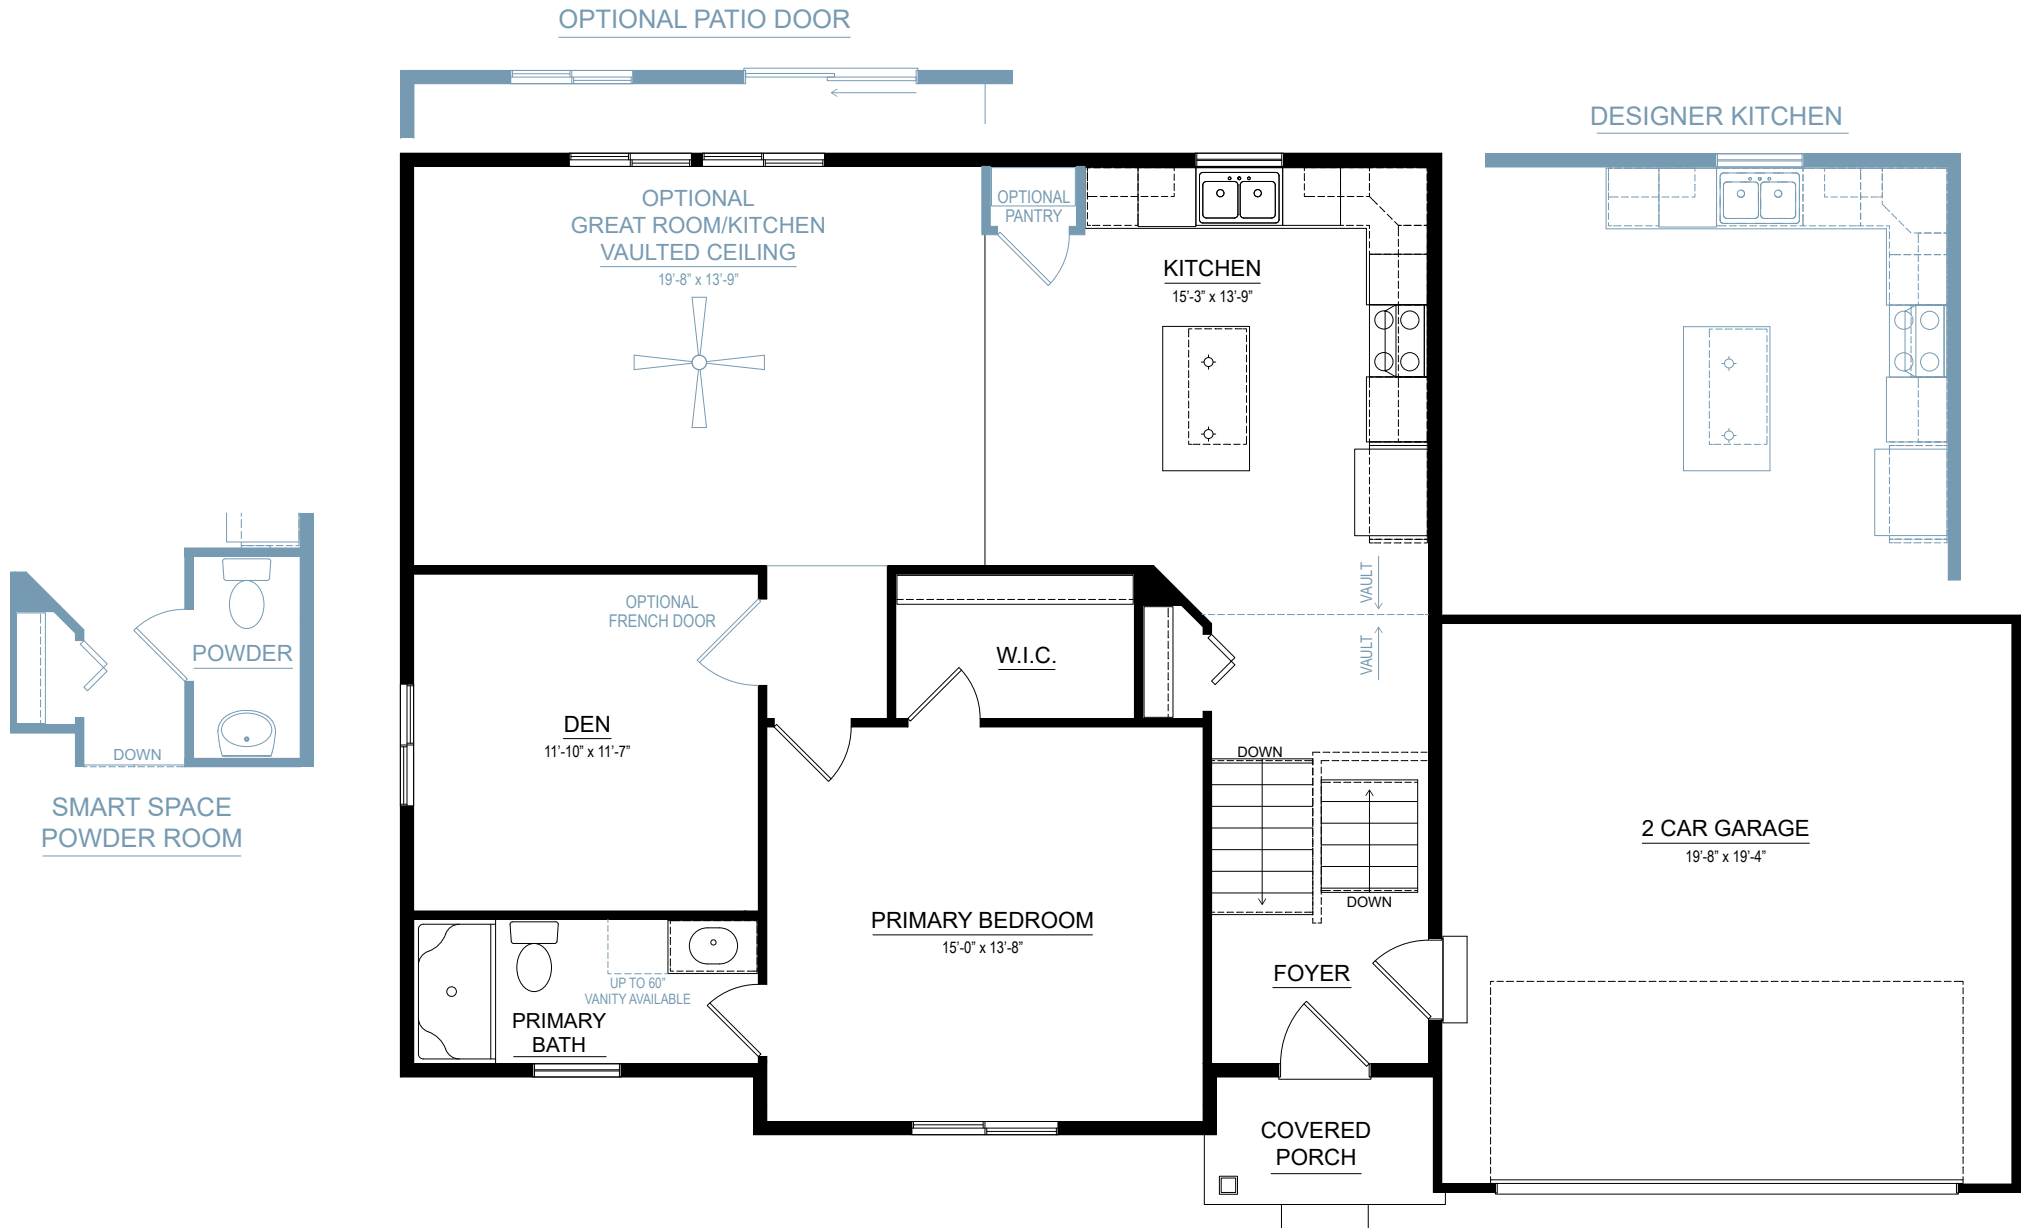 OPTIONAL PATIO DOOR
DESIGNER KITCHEN
OPTIONAL
GREAT ROOM/KITCHEN
VAULTED CEILING
19'-8" x 13'-9"
OPTIONAL
PANTRY
KITCHEN
15'-3" x 13'-9"
VAULT
VAULT
OPTIONAL
FRENCH DOOR
W.I.C.
POWDER
DOWN
SMART SPACE
POWDER ROOM
DEN
11'-10" x 11'-7"
DOWN
DOWN
2 CAR GARAGE
19'-8" x 19'-4"
PRIMARY BEDROOM
15'-0" x 13'-8"
FOYER
UP TO 60"
VANITY AVAILABLE
PRIMARY
BATH
COVERED
PORCH